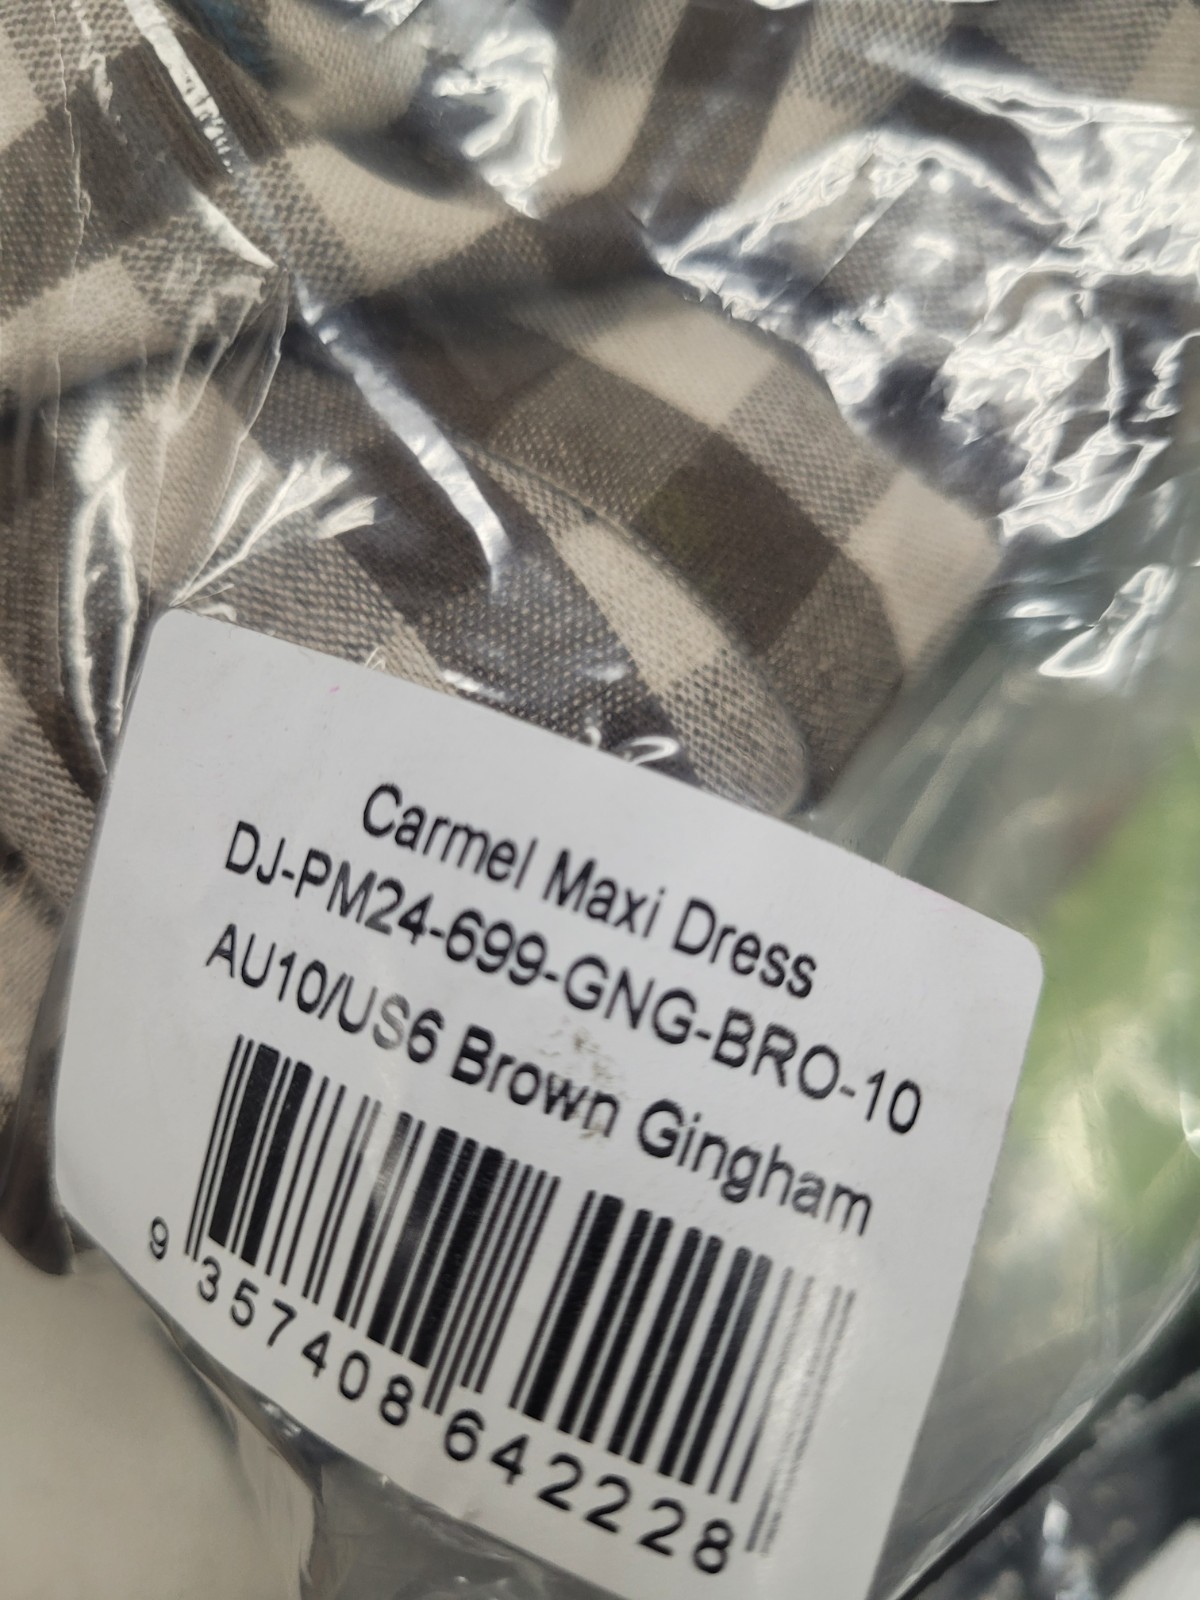 Carmel Maxi Dress
DJ-PM24-699-GNG-BRO-10
AU10/US6 Brown Gingham
9 357408 642228